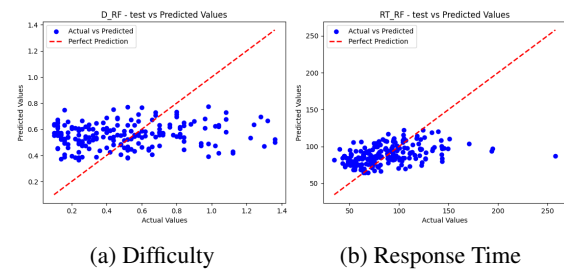 D_RF - test vs Predicted Values
Actual vs Predicted
Perfect Prediction
Predicted Values
1.4
1.2
1.0
0.8
0.6
0.4
0.2
0.2
0.4
0.6
0.8
1.0
1.2
1.4
Actual Values
(a) Difficulty
RT_RF - test vs Predicted Values
Actual vs Predicted
Perfect Prediction
Predicted Values
250
200
150
100
50
50
100
150
200
250
Actual Values
(b) Response Time